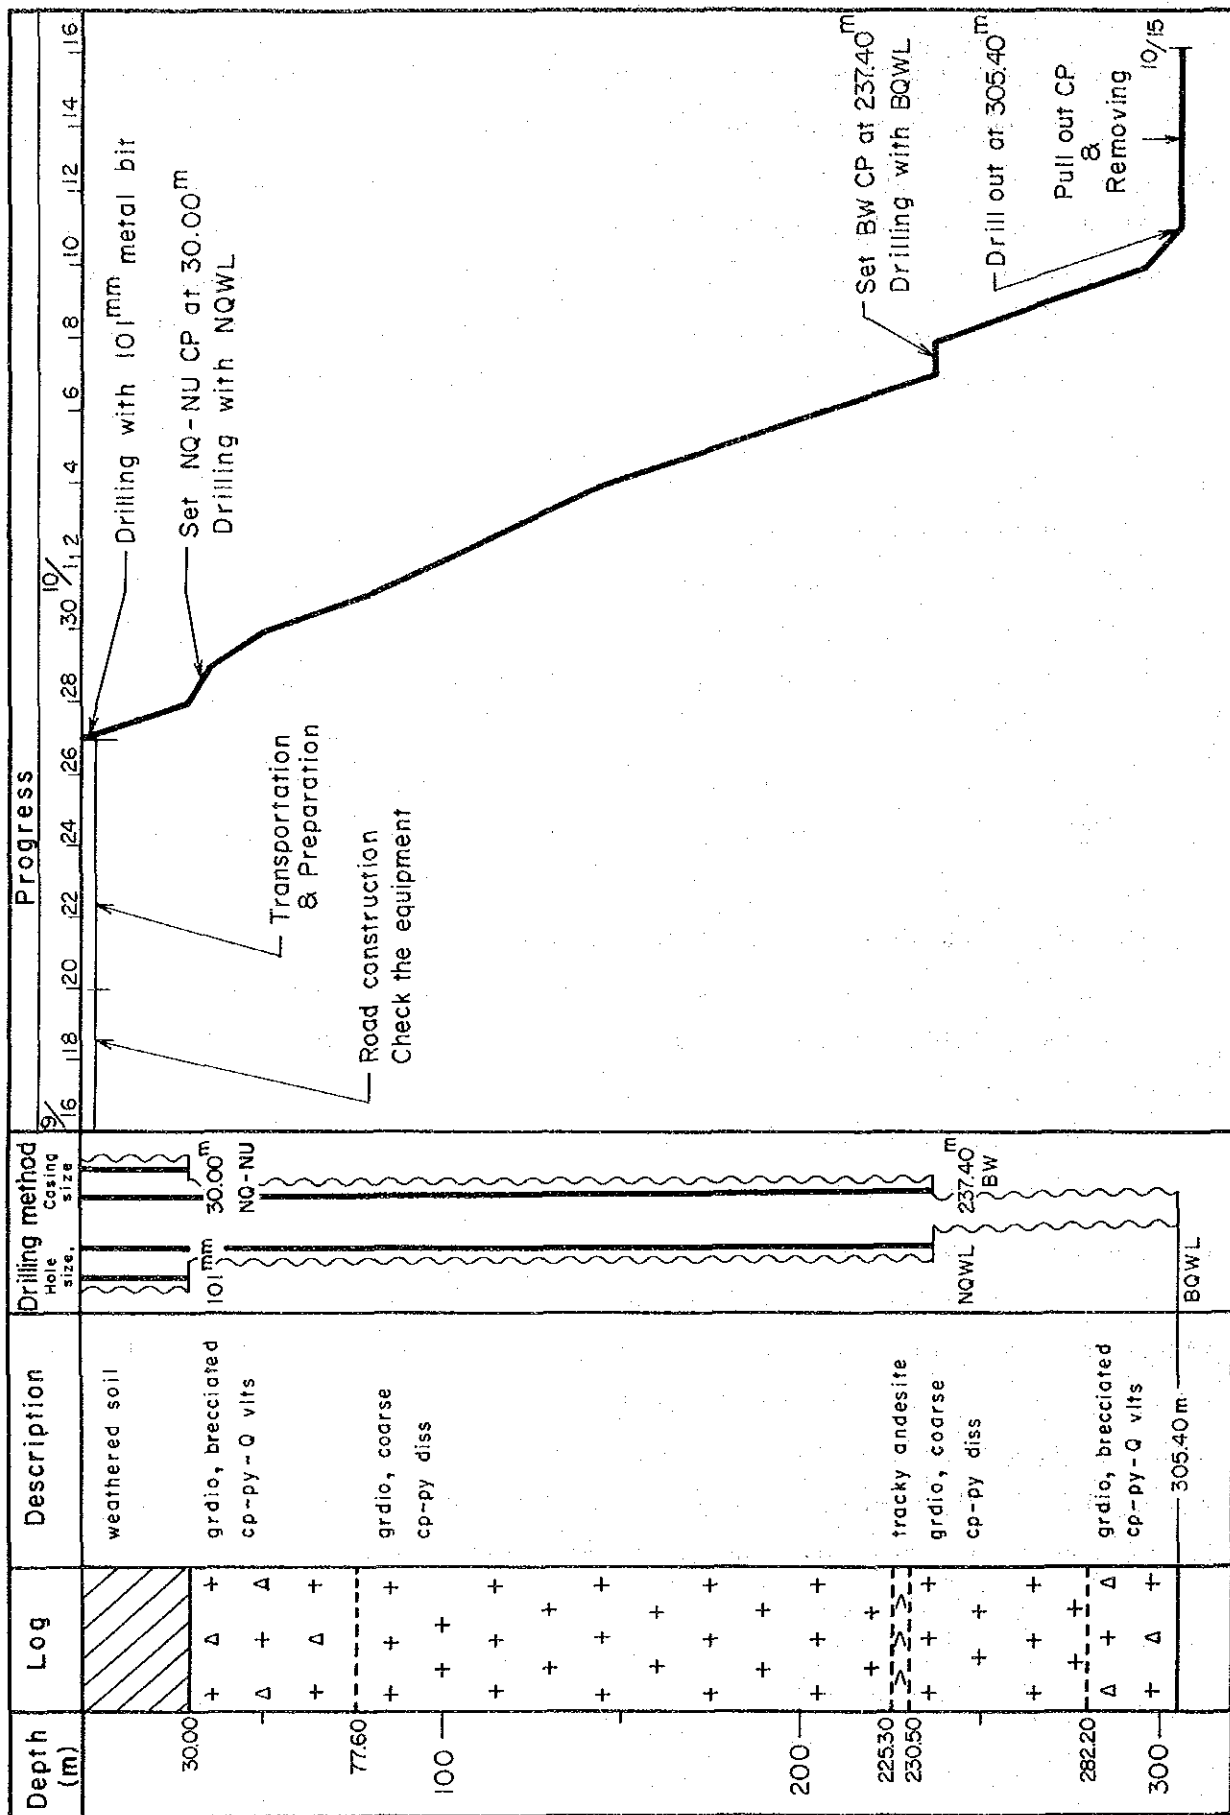 Depth
(m)
Log
Description
Drilling method
Hole size,
Casing size
Progress
9/
16 18 20 22 24 26 28 30
10/
2 4 6 8 10 12 14 16
30.00
77.60
100
200
225.30
230.50
282.20
300
weathered soil
grdio, brecciated
cp-py-Q vlts
grdio, coarse
cp-py diss
tracky andesite
grdio, coarse
cp-py diss
grdio, brecciated
cp-py-Q vlts
305.40 m
101mm
30.00m
NQ-NU
NQWL
237.40m
BW
BQWL
Road construction
Check the equipment
Transportation
& Preparation
Drilling with 101mm metal bit
Set NQ-NU CP at 30.00m
Drilling with NQWL
Set BW CP at 237.40m
Drilling with BQWL
Drill out at 305.40m
Pull out CP
&
Removing
10/15